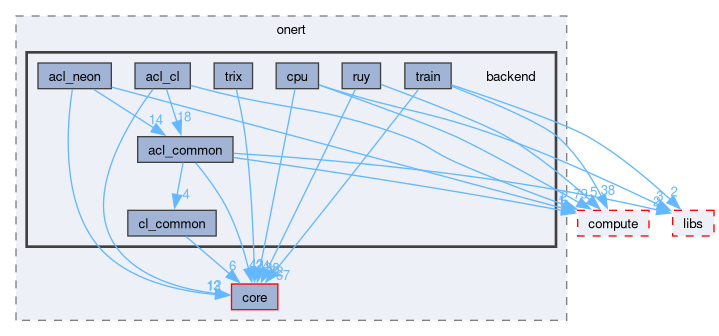 onert
acl_neon acl_cl trix cpu ruy train backend
14 18
acl_common
4
cl_common
79 5 38 3 2
compute libs
6
core